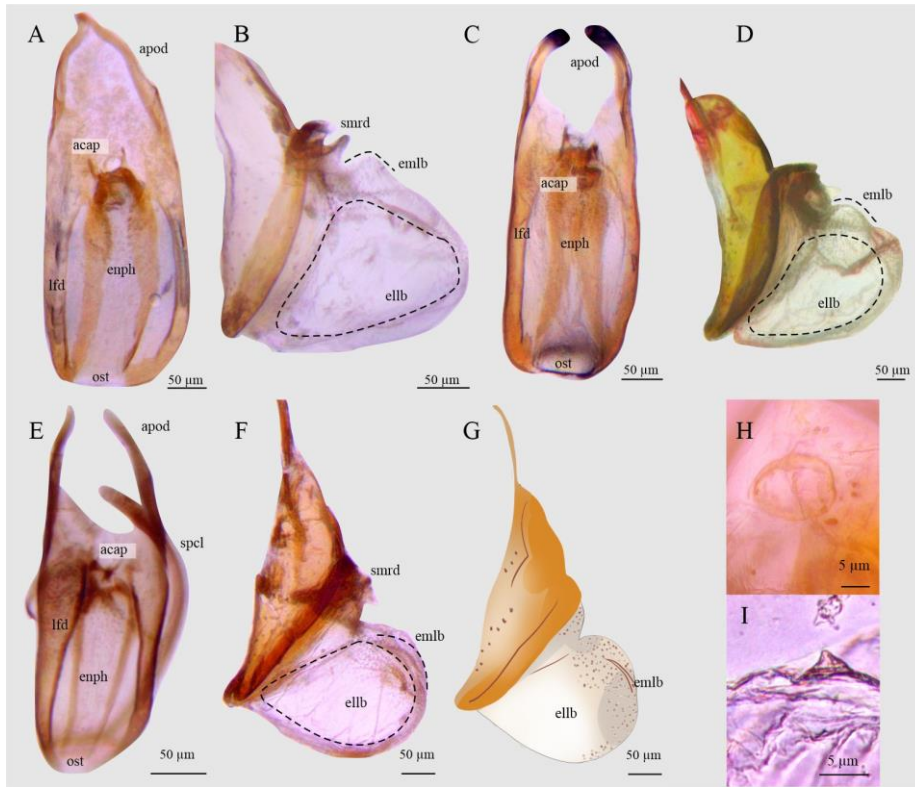 A
apod
acap
lfd
enph
ost
50 µm
B
smrd
emlb
ellb
50 µm
C
apod
acap
lfd
enph
ost
50 µm
D
emlb
ellb
50 µm
E
apod
spcl
acap
lfd
enph
ost
50 µm
F
smrd
emlb
ellb
50 µm
G
emlb
ellb
50 µm
H
5 µm
I
5 µm